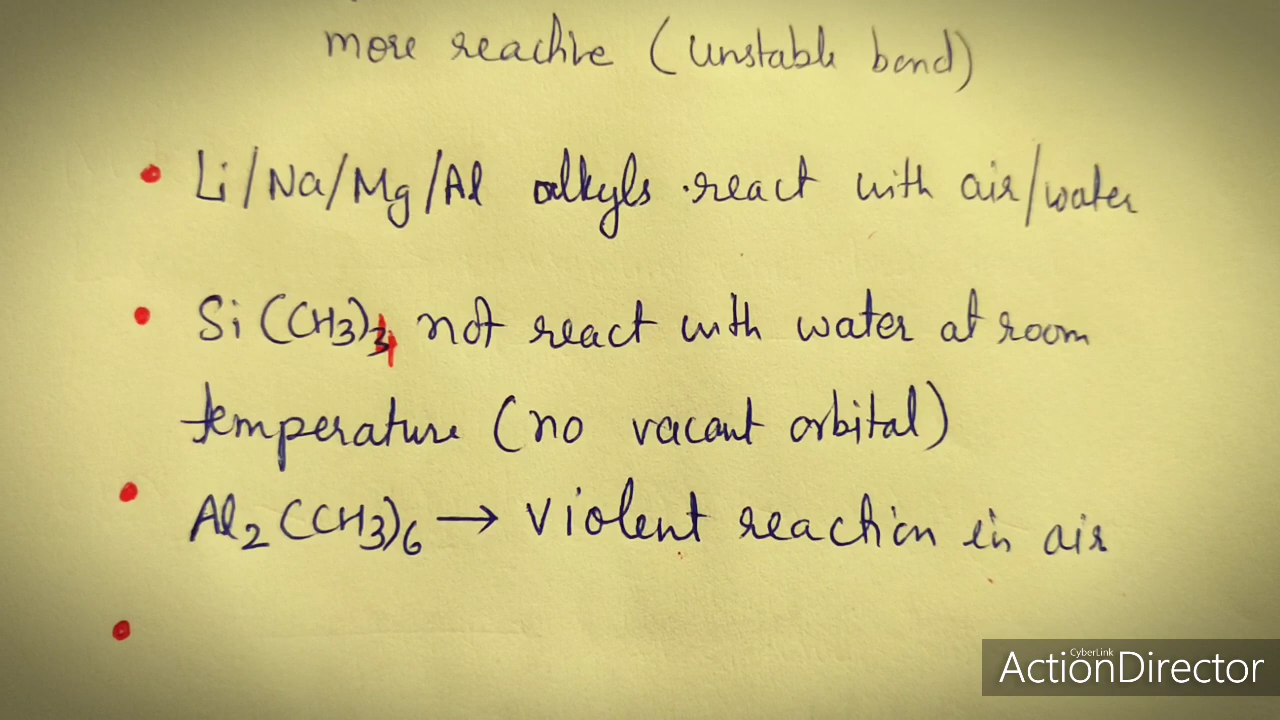 more reactive (unstable bond)
• Li/Na/Mg/Al alkyls react with air/water
• Si(CH3)4 not react with water at room
temperature (no vacant orbital)
• Al2(CH3)6 → violent reaction in air
•
CyberLink
ActionDirector